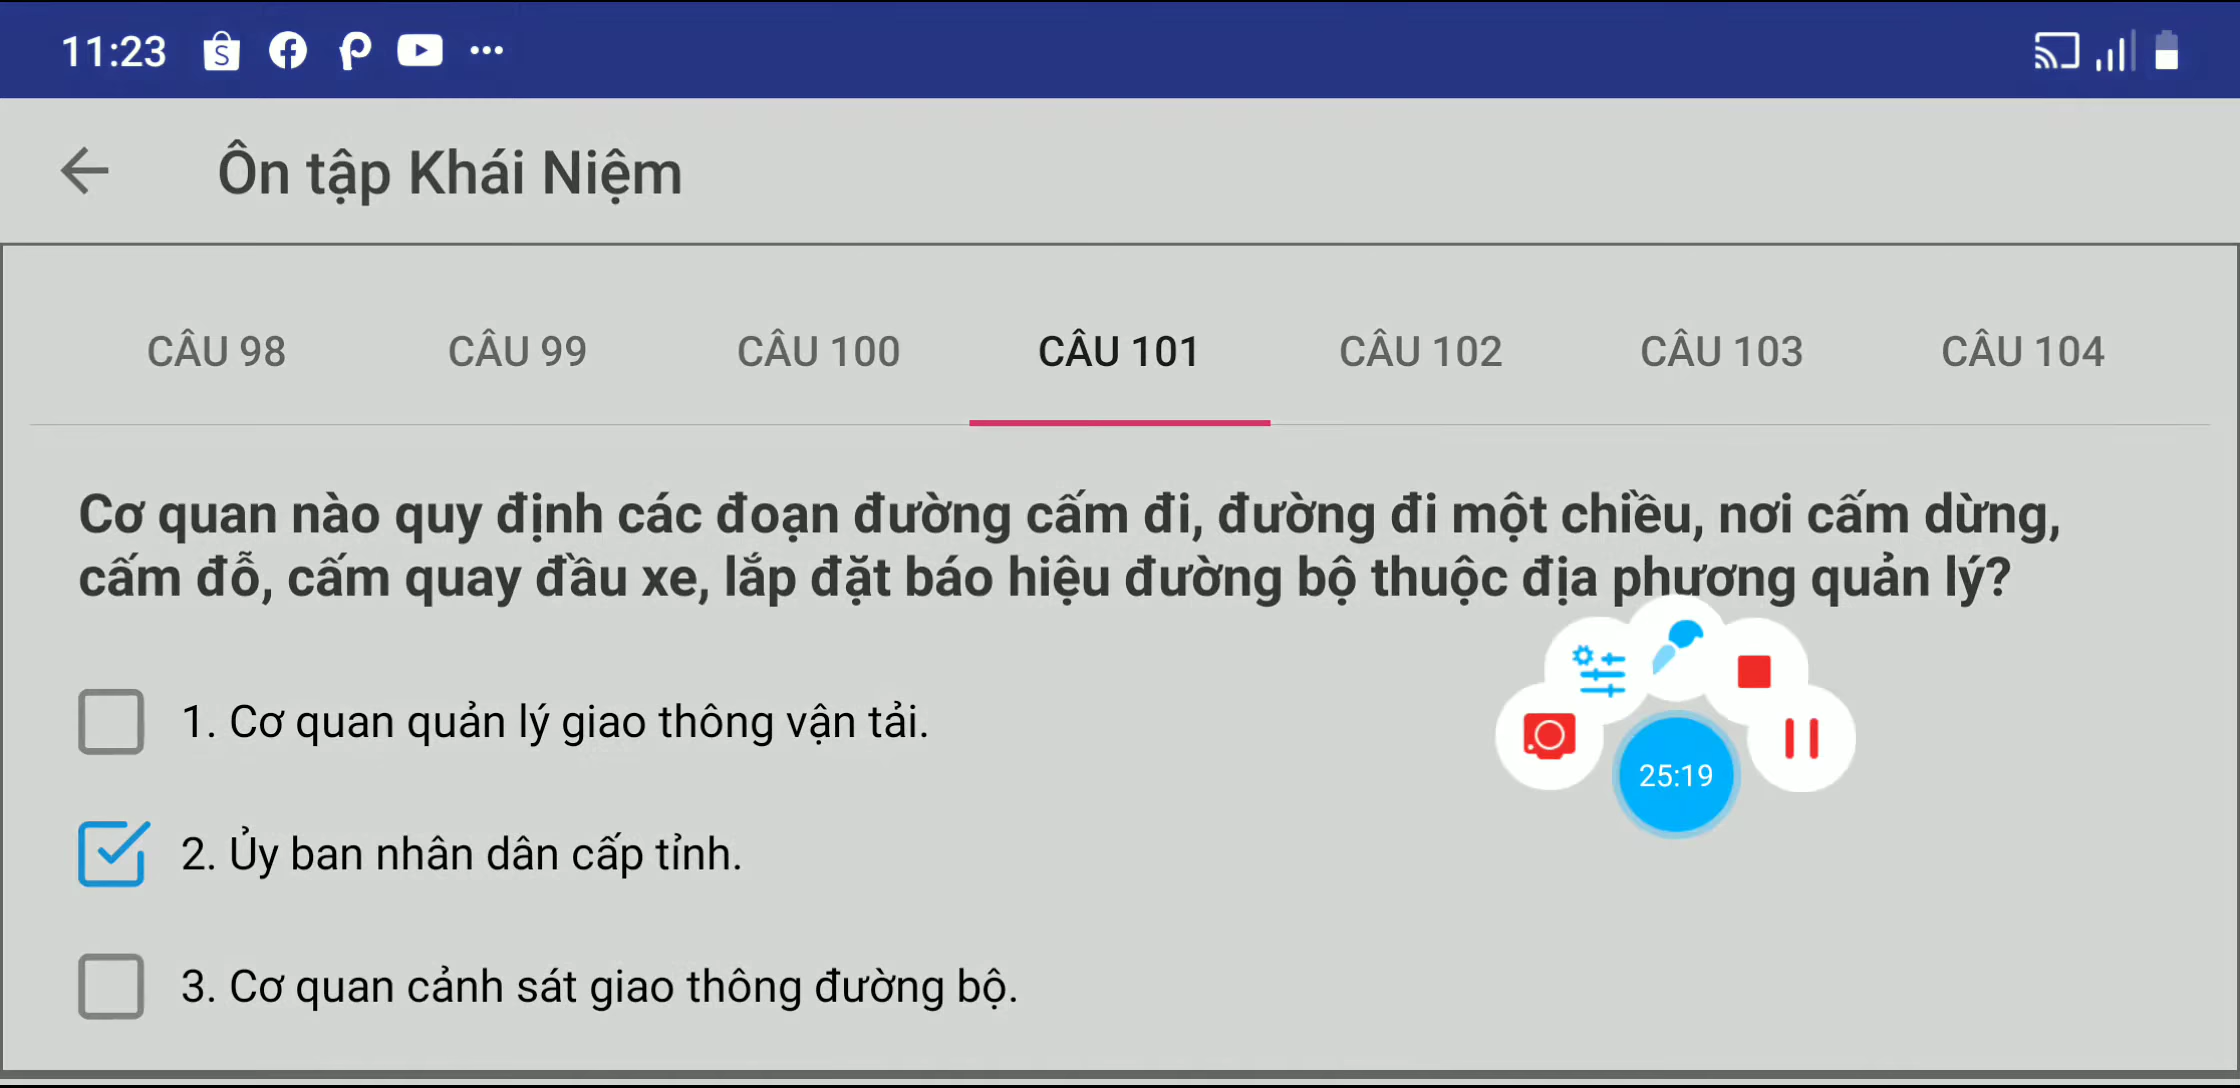 11:23
Ôn tập Khái Niệm
CÂU 98 CÂU 99 CÂU 100 CÂU 101 CÂU 102 CÂU 103 CÂU 104
Cơ quan nào quy định các đoạn đường cấm đi, đường đi một chiều, nơi cấm dừng,
cấm đỗ, cấm quay đầu xe, lắp đặt báo hiệu đường bộ thuộc địa phương quản lý?
1. Cơ quan quản lý giao thông vận tải.
25:19
2. Ủy ban nhân dân cấp tỉnh.
3. Cơ quan cảnh sát giao thông đường bộ.